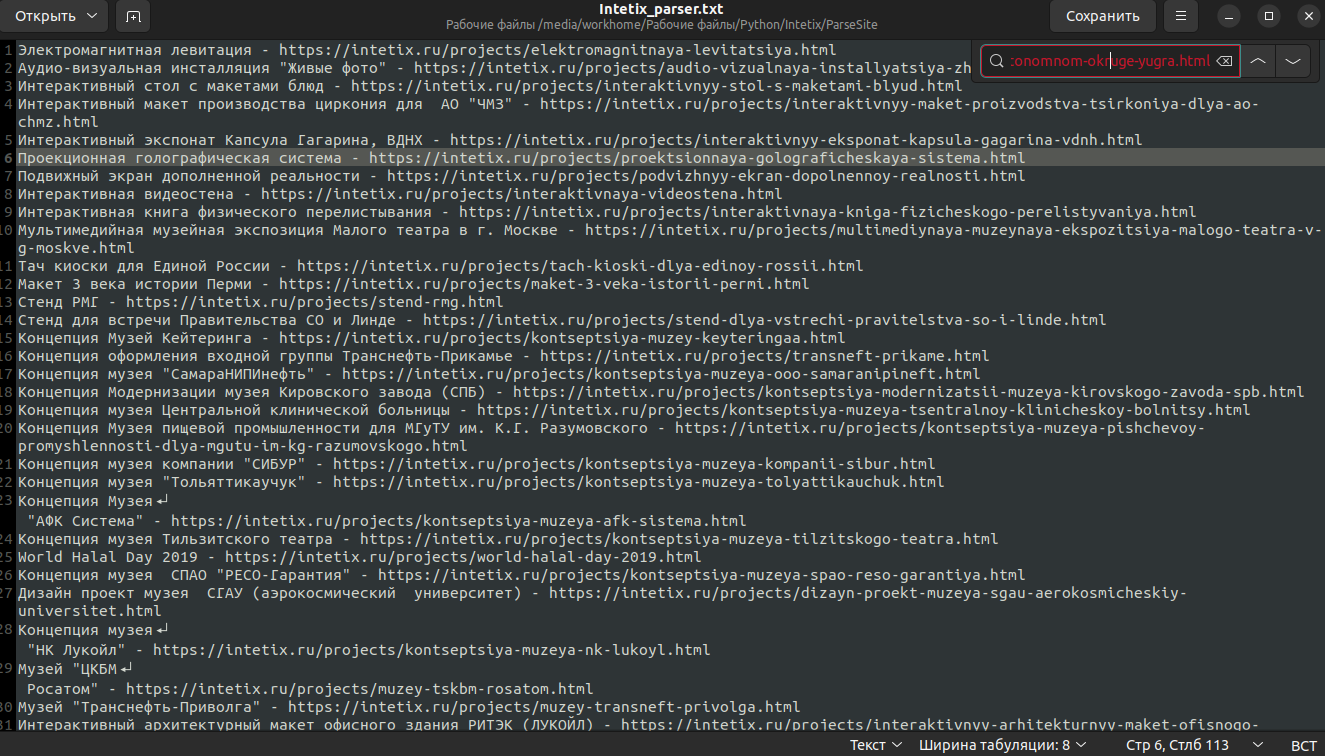 Открыть
Intetix_parser.txt
Рабочие файлы /media/workhome/Рабочие файлы/Python/Intetix/ParseSite
Сохранить
:onomnom-okruge-yugra.html
1 Электромагнитная левитация - https://intetix.ru/projects/elektromagnitnaya-levitatsiya.html
2 Аудио-визуальная инсталляция "Живые фото" - https://intetix.ru/projects/audio-vizualnaya-installyatsiya-zh
3 Интерактивный стол с макетами блюд - https://intetix.ru/projects/interaktivnyy-stol-s-maketami-blyud.html
4 Интерактивный макет производства циркония для  АО "ЧМЗ" - https://intetix.ru/projects/interaktivnyy-maket-proizvodstva-tsirkoniya-dlya-ao-
chmz.html
5 Интерактивный экспонат Капсула Гагарина, ВДНХ - https://intetix.ru/projects/interaktivnyy-eksponat-kapsula-gagarina-vdnh.html
6 Проекционная голографическая система - https://intetix.ru/projects/proektsionnaya-golograficheskaya-sistema.html
7 Подвижный экран дополненной реальности - https://intetix.ru/projects/podvizhnyy-ekran-dopolnennoy-realnosti.html
8 Интерактивная видеостена - https://intetix.ru/projects/interaktivnaya-videostena.html
9 Интерактивная книга физического перелистывания - https://intetix.ru/projects/interaktivnaya-kniga-fizicheskogo-perelistyvaniya.html
10 Мультимедийная музейная экспозиция Малого театра в г. Москве - https://intetix.ru/projects/multimediynaya-muzeynaya-ekspozitsiya-malogo-teatra-v-
g-moskve.html
11 Тач киоски для Единой России - https://intetix.ru/projects/tach-kioski-dlya-edinoy-rossii.html
12 Макет 3 века истории Перми - https://intetix.ru/projects/maket-3-veka-istorii-permi.html
13 Стенд РМГ - https://intetix.ru/projects/stend-rmg.html
14 Стенд для встречи Правительства СО и Линде - https://intetix.ru/projects/stend-dlya-vstrechi-pravitelstva-so-i-linde.html
15 Концепция Музей Кейтеринга - https://intetix.ru/projects/kontseptsiya-muzey-keyteringaa.html
16 Концепция оформления входной группы Транснефть-Прикамье - https://intetix.ru/projects/transneft-prikame.html
17 Концепция музея "СамараНИПИнефть" - https://intetix.ru/projects/kontseptsiya-muzeya-ooo-samaranipineft.html
18 Концепция Модернизации музея Кировского завода (СПБ) - https://intetix.ru/projects/kontseptsiya-modernizatsii-muzeya-kirovskogo-zavoda-spb.html
19 Концепция музея Центральной клинической больницы - https://intetix.ru/projects/kontseptsiya-muzeya-tsentralnoy-klinicheskoy-bolnitsy.html
20 Концепция Музея пищевой промышленности для МГУТУ им. К.Г. Разумовского - https://intetix.ru/projects/kontseptsiya-muzeya-pishchevoy-
promyshlennosti-dlya-mgutu-im-kg-razumovskogo.html
21 Концепция музея компании "СИБУР" - https://intetix.ru/projects/kontseptsiya-muzeya-kompanii-sibur.html
22 Концепция музея "Тольяттикаучук" - https://intetix.ru/projects/kontseptsiya-muzeya-tolyattikauchuk.html
23 Концепция Музея↵
"АФК Система" - https://intetix.ru/projects/kontseptsiya-muzeya-afk-sistema.html
24 Концепция музея Тильзитского театра - https://intetix.ru/projects/kontseptsiya-muzeya-tilzitskogo-teatra.html
25 World Halal Day 2019 - https://intetix.ru/projects/world-halal-day-2019.html
26 Концепция музея  СПАО "РЕСО-Гарантия" - https://intetix.ru/projects/kontseptsiya-muzeya-spao-reso-garantiya.html
27 Дизайн проект музея  СГАУ (аэрокосмический  университет) - https://intetix.ru/projects/dizayn-proekt-muzeya-sgau-aerokosmicheskiy-
universitet.html
28 Концепция музея↵
"НК Лукойл" - https://intetix.ru/projects/kontseptsiya-muzeya-nk-lukoyl.html
29 Музей "ЦКБМ↵
Росатом" - https://intetix.ru/projects/muzey-tskbm-rosatom.html
30 Музей "Транснефть-Приволга" - https://intetix.ru/projects/muzey-transneft-privolga.html
31 Интерактивный архитектурный макет офисного здания РИТЭК (ЛУКОЙЛ) - https://intetix.ru/projects/interaktivnyy-arhitekturnyy-maket-ofisnogo-
Текст Ширина табуляции: 8 Стр 6, Стлб 113 ВСТ